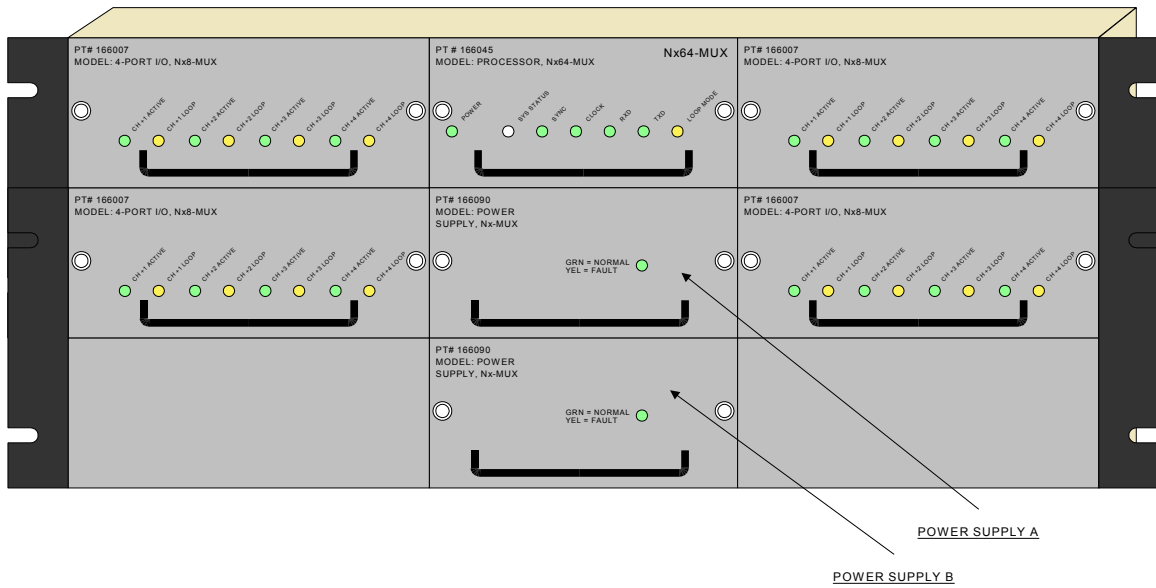 PT# 166007
MODEL: 4-PORT I/O, Nx8-MUX
CH +1 ACTIVE
CH +1 LOOP
CH +2 ACTIVE
CH +2 LOOP
CH +3 ACTIVE
CH +3 LOOP
CH +4 ACTIVE
CH +4 LOOP
PT # 166045
MODEL: PROCESSOR, Nx64-MUX
Nx64-MUX
POWER
SYS STATUS
SYNC
CLOCK
RXD
TXD
LOOP MODE
PT# 166007
MODEL: 4-PORT I/O, Nx8-MUX
CH +1 ACTIVE
CH +1 LOOP
CH +2 ACTIVE
CH +2 LOOP
CH +3 ACTIVE
CH +3 LOOP
CH +4 ACTIVE
CH +4 LOOP
PT# 166007
MODEL: 4-PORT I/O, Nx8-MUX
CH +1 ACTIVE
CH +1 LOOP
CH +2 ACTIVE
CH +2 LOOP
CH +3 ACTIVE
CH +3 LOOP
CH +4 ACTIVE
CH +4 LOOP
PT# 166090
MODEL: POWER
SUPPLY, Nx-MUX
GRN = NORMAL
YEL = FAULT
PT# 166007
MODEL: 4-PORT I/O, Nx8-MUX
CH +1 ACTIVE
CH +1 LOOP
CH +2 ACTIVE
CH +2 LOOP
CH +3 ACTIVE
CH +3 LOOP
CH +4 ACTIVE
CH +4 LOOP
PT# 166090
MODEL: POWER
SUPPLY, Nx-MUX
GRN = NORMAL
YEL = FAULT
POWER SUPPLY A
POWER SUPPLY B